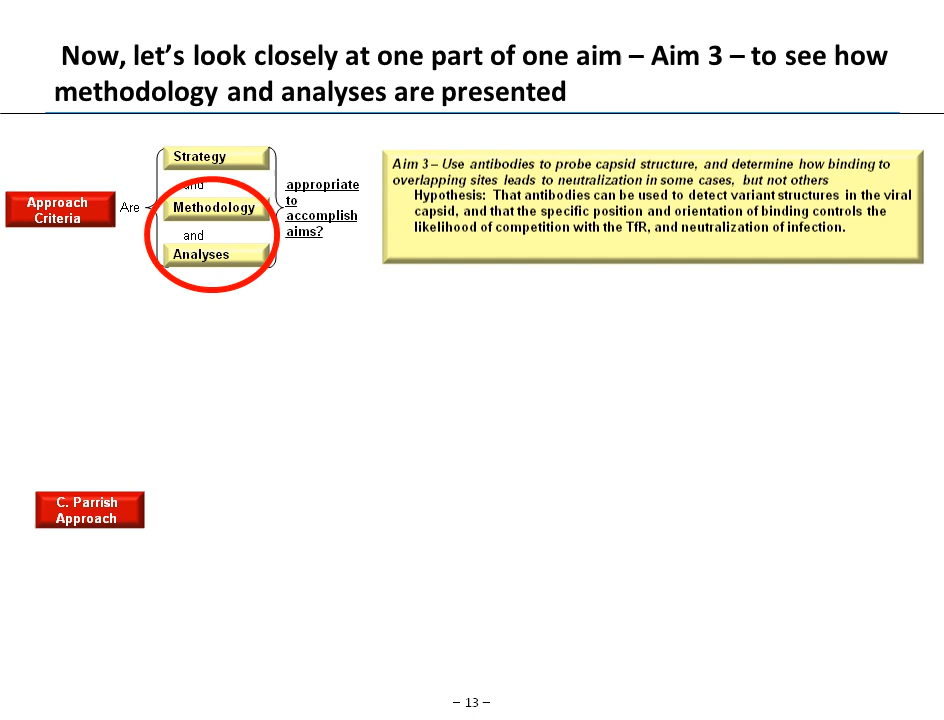 Now, let’s look closely at one part of one aim – Aim 3 – to see how
methodology and analyses are presented
Approach
Criteria
Are
Strategy
and
Methodology
and
Analyses
appropriate
to
accomplish
aims?
Aim 3 – Use antibodies to probe capsid structure, and determine how binding to
overlapping sites leads to neutralization in some cases, but not others
Hypothesis: That antibodies can be used to detect variant structures in the viral
capsid, and that the specific position and orientation of binding controls the
likelihood of competition with the TfR, and neutralization of infection.
C. Parrish
Approach
– 13 –